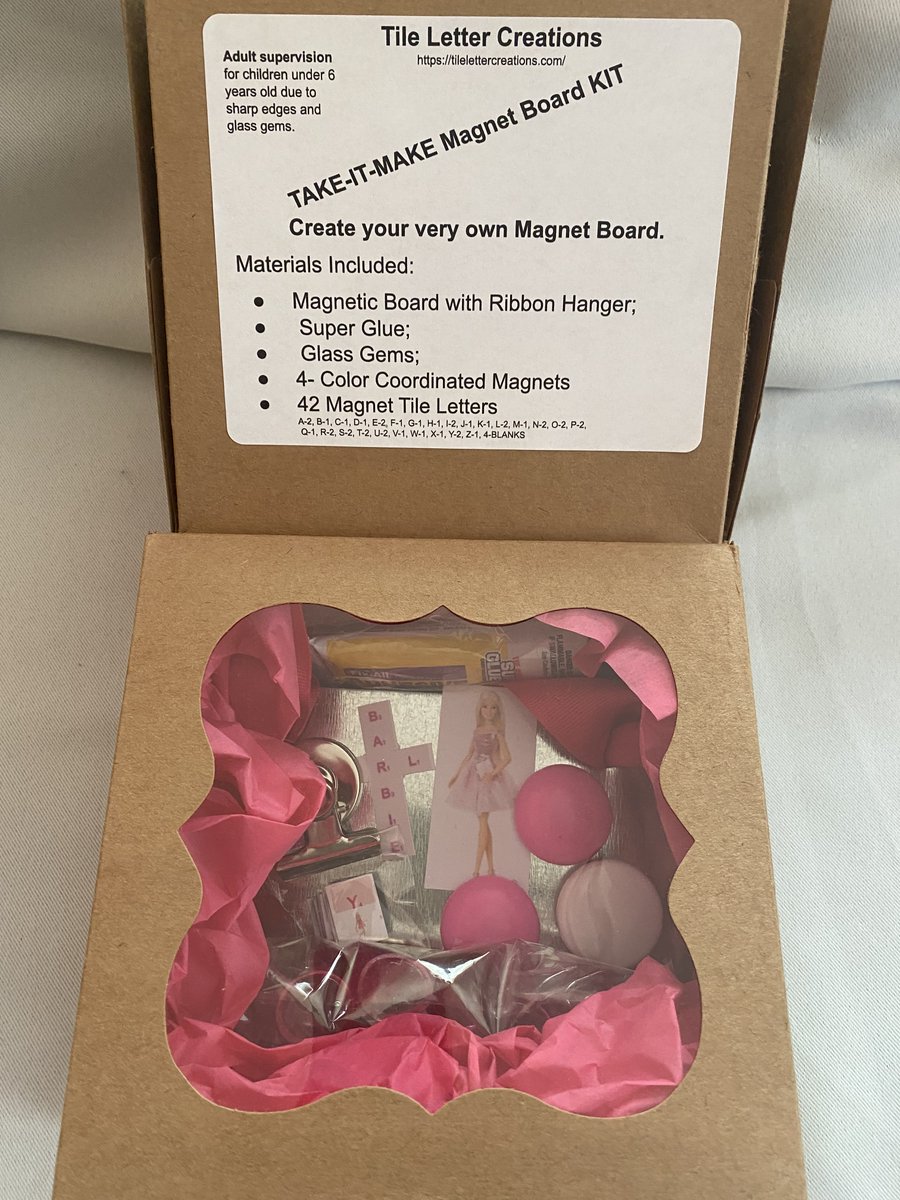 Tile Letter Creations
https://tilelettercreations.com/
Adult supervision
for children under 6
years old due to
sharp edges and
glass gems.
TAKE-IT-MAKE Magnet Board KIT
Create your very own Magnet Board.
Materials Included:
● Magnetic Board with Ribbon Hanger;
● Super Glue;
● Glass Gems;
● 4- Color Coordinated Magnets
● 42 Magnet Tile Letters
A-2, B-1, C-1, D-1, E-2, F-1, G-1, H-1, I-2, J-1, K-1, L-2, M-1, N-2, O-2, P-2,
Q-1, R-2, S-2, T-2, U-2, V-1, W-1, X-1, Y-2, Z-1, 4-BLANKS
B
A
R L
B
I
E
Y